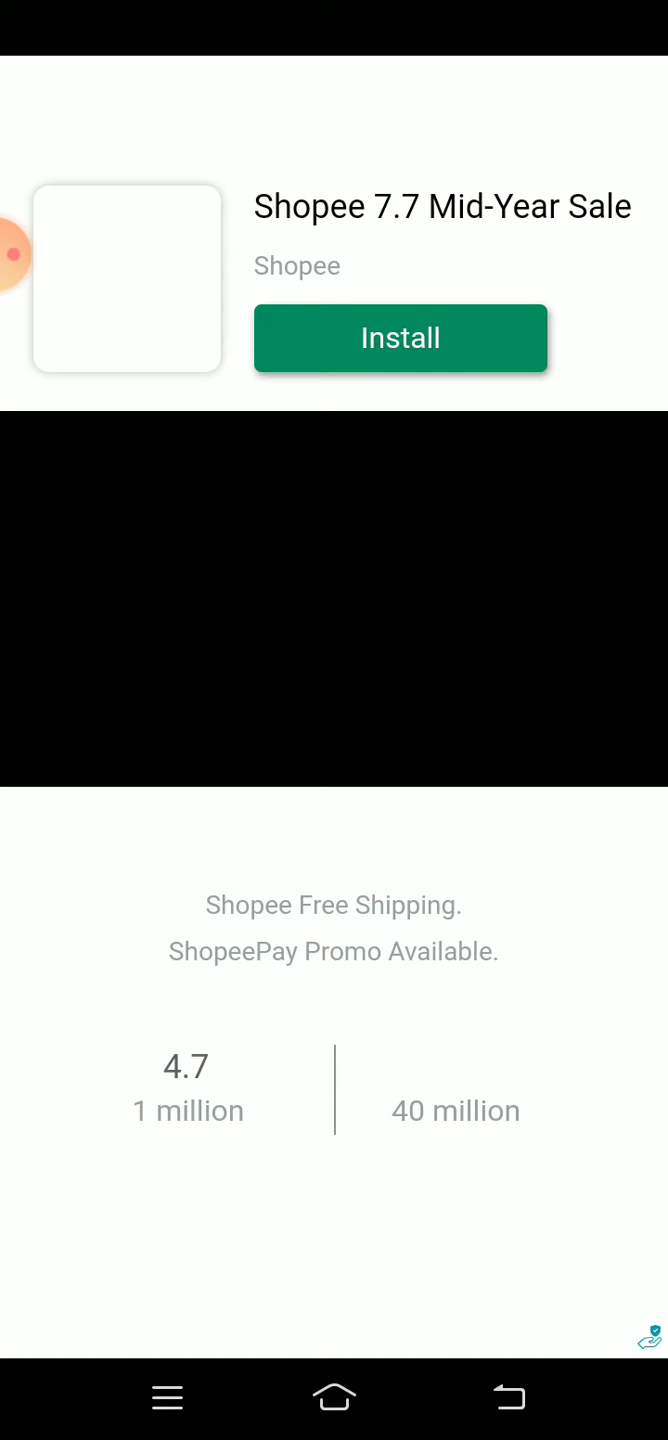 Shopee 7.7 Mid-Year Sale
Shopee
Install
Shopee Free Shipping.
ShopeePay Promo Available.
4.7
1 million
40 million